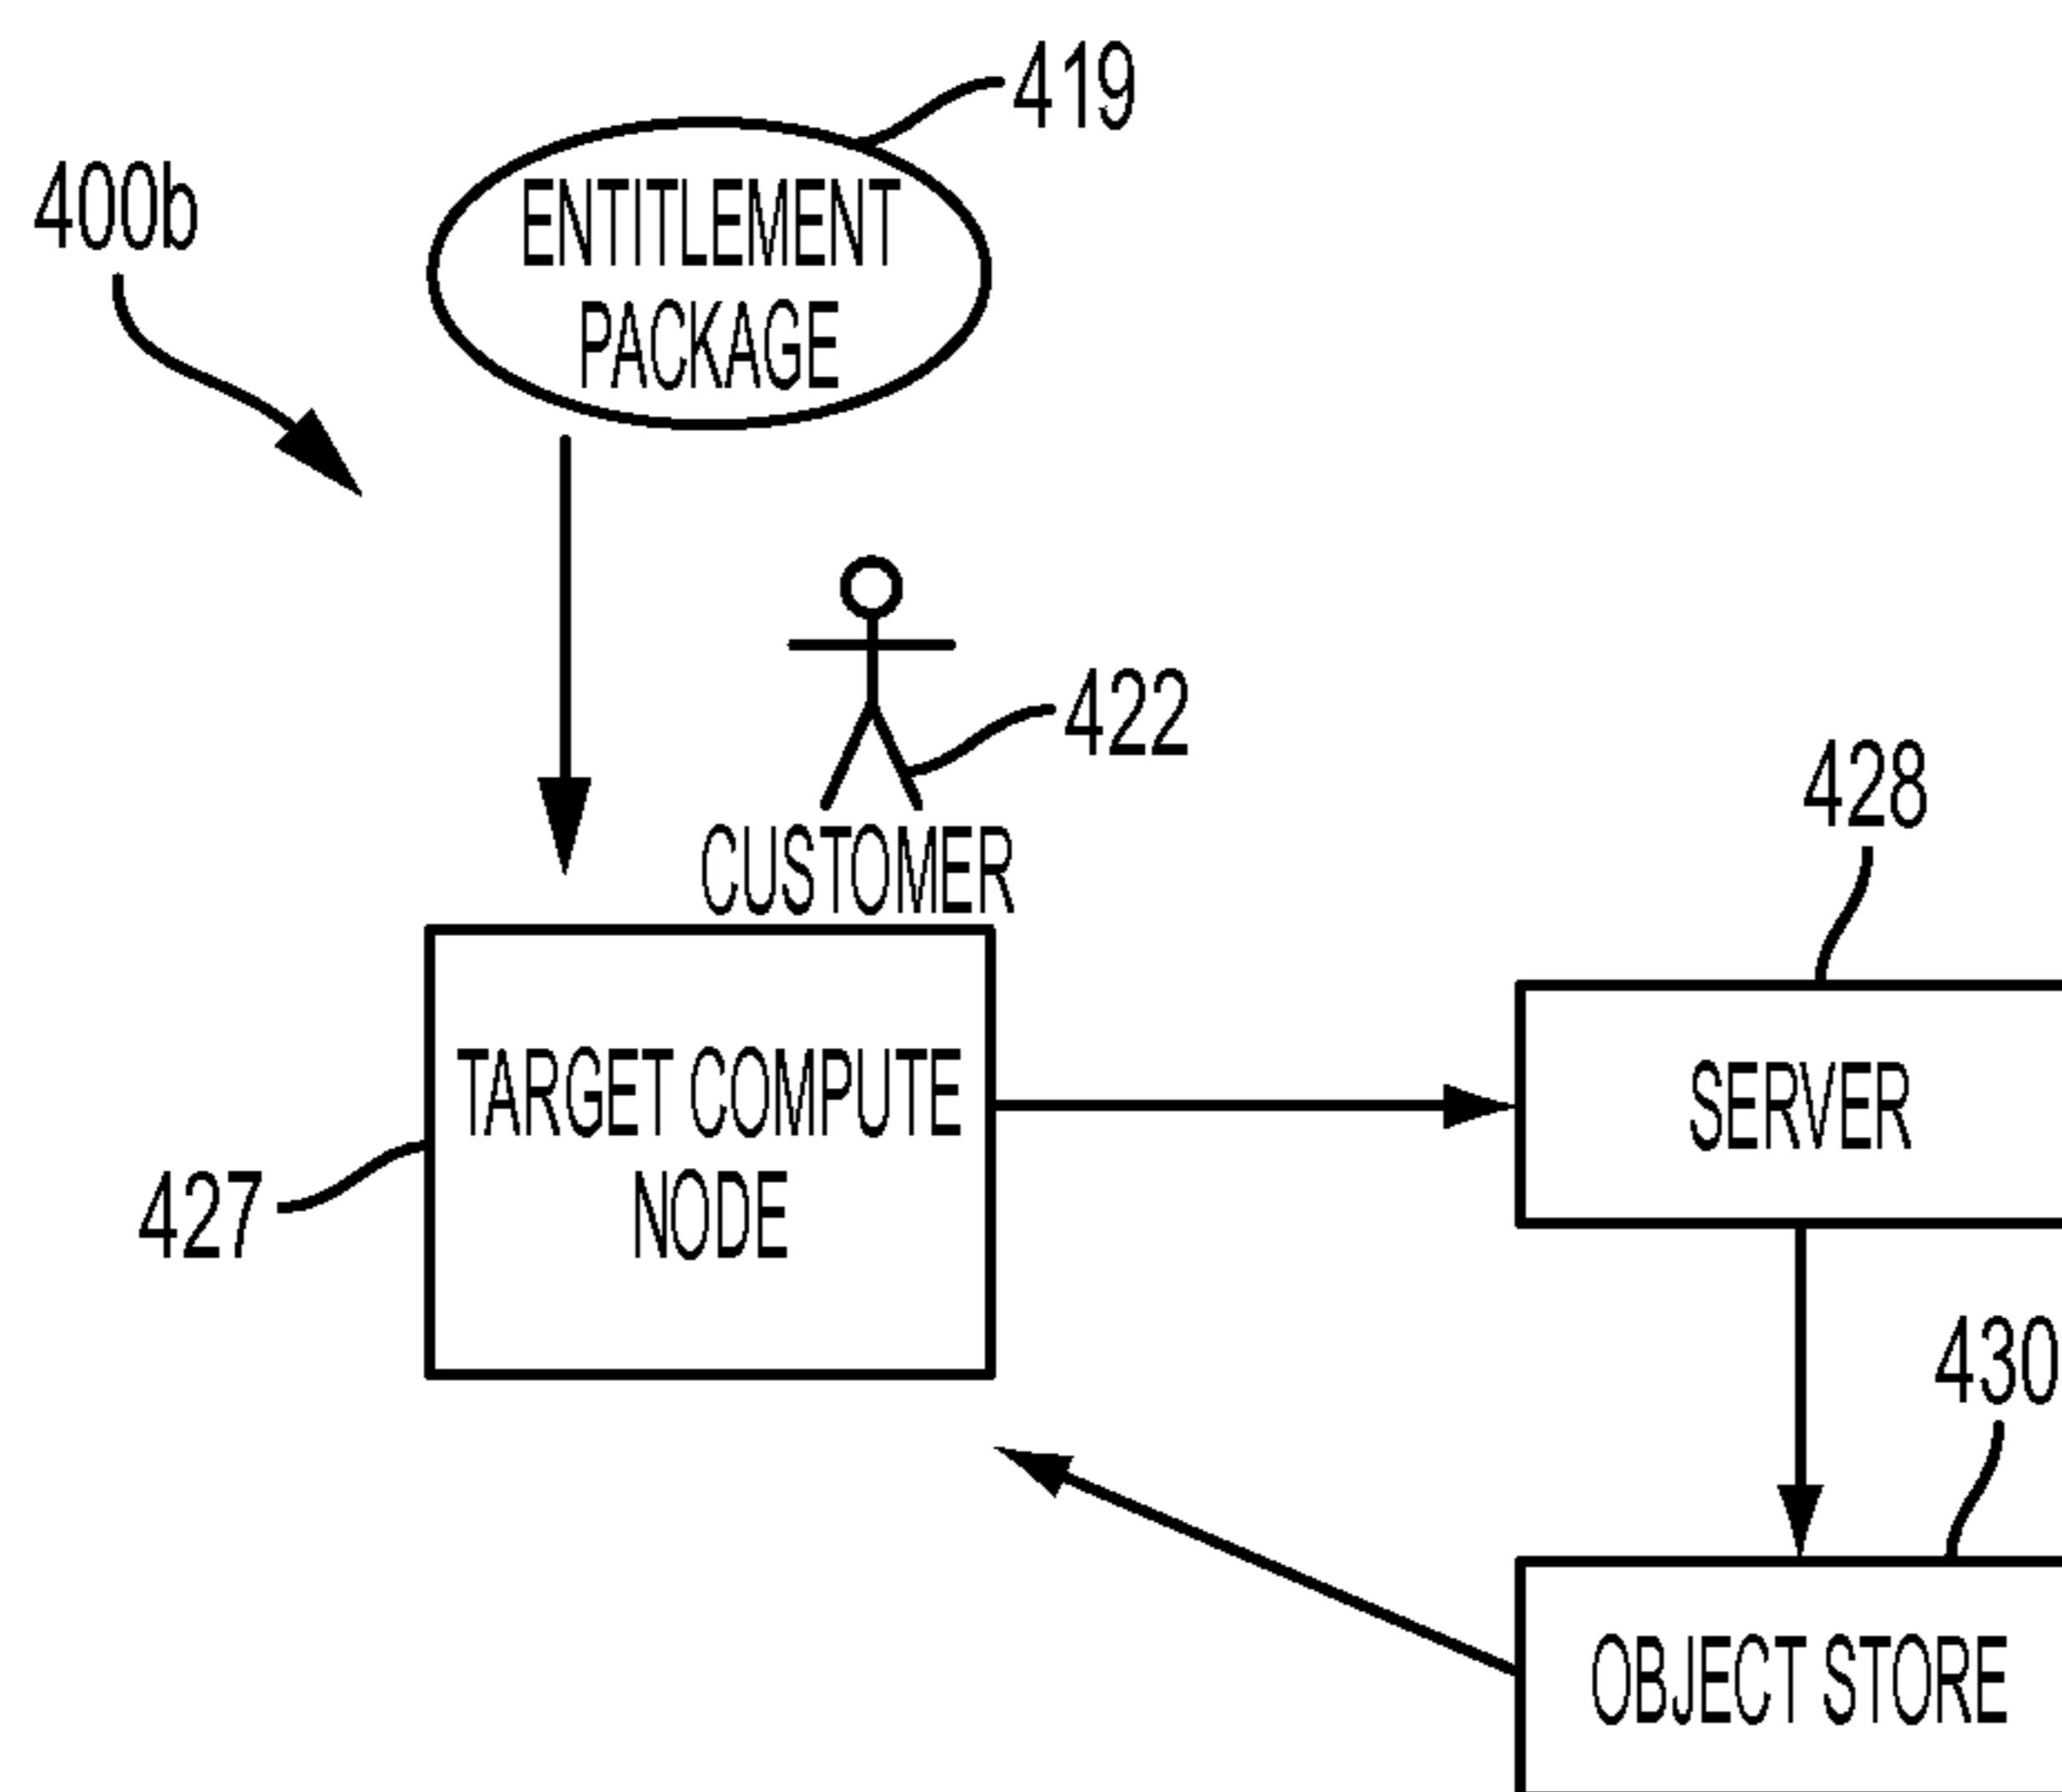 419
400b
ENTITLEMENT
PACKAGE
422
CUSTOMER
428
TARGET COMPUTE
NODE
SERVER
427
430
OBJECT STORE